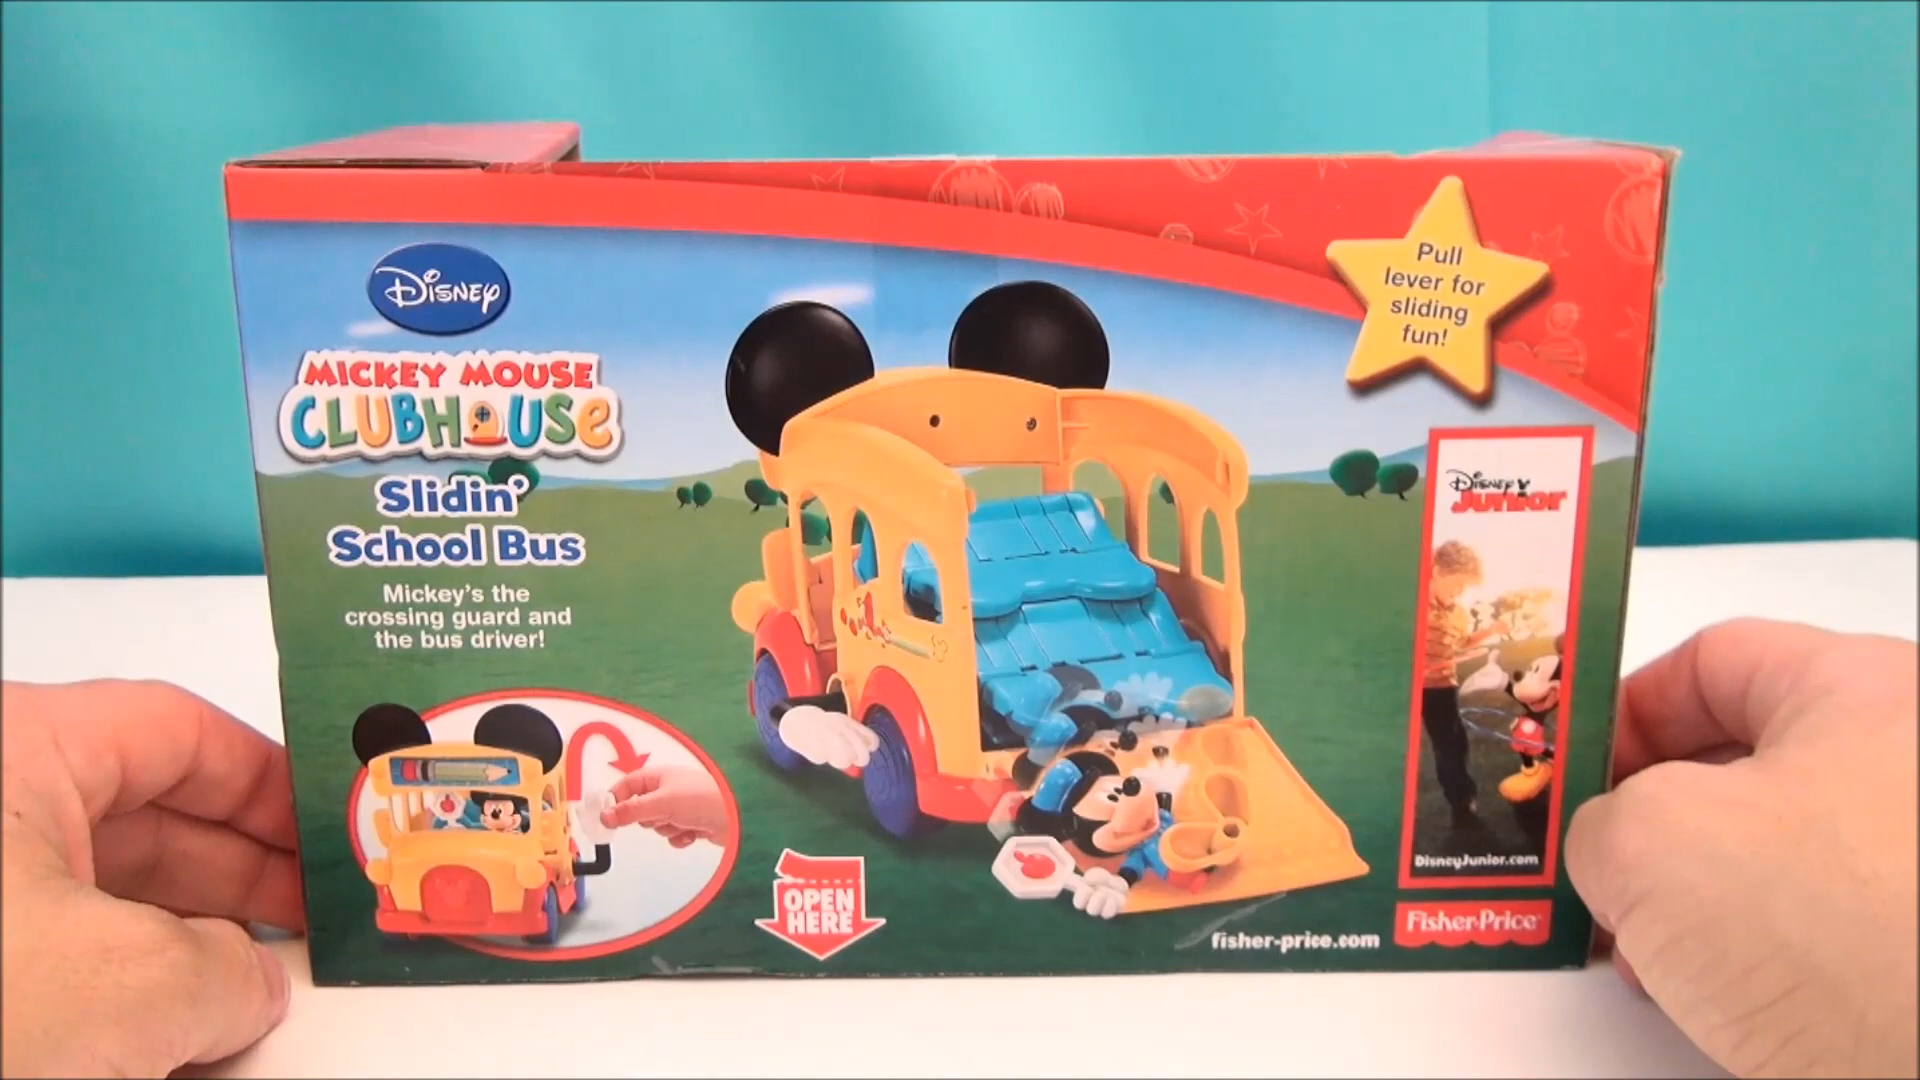 Disney
MICKEY MOUSE
CLUBHOUSE
Slidin'
School Bus
Mickey's the
crossing guard and
the bus driver!
Pull
lever for
sliding
fun!
Disney
Junior
DisneyJunior.com
OPEN
HERE
fisher-price.com
Fisher-Price